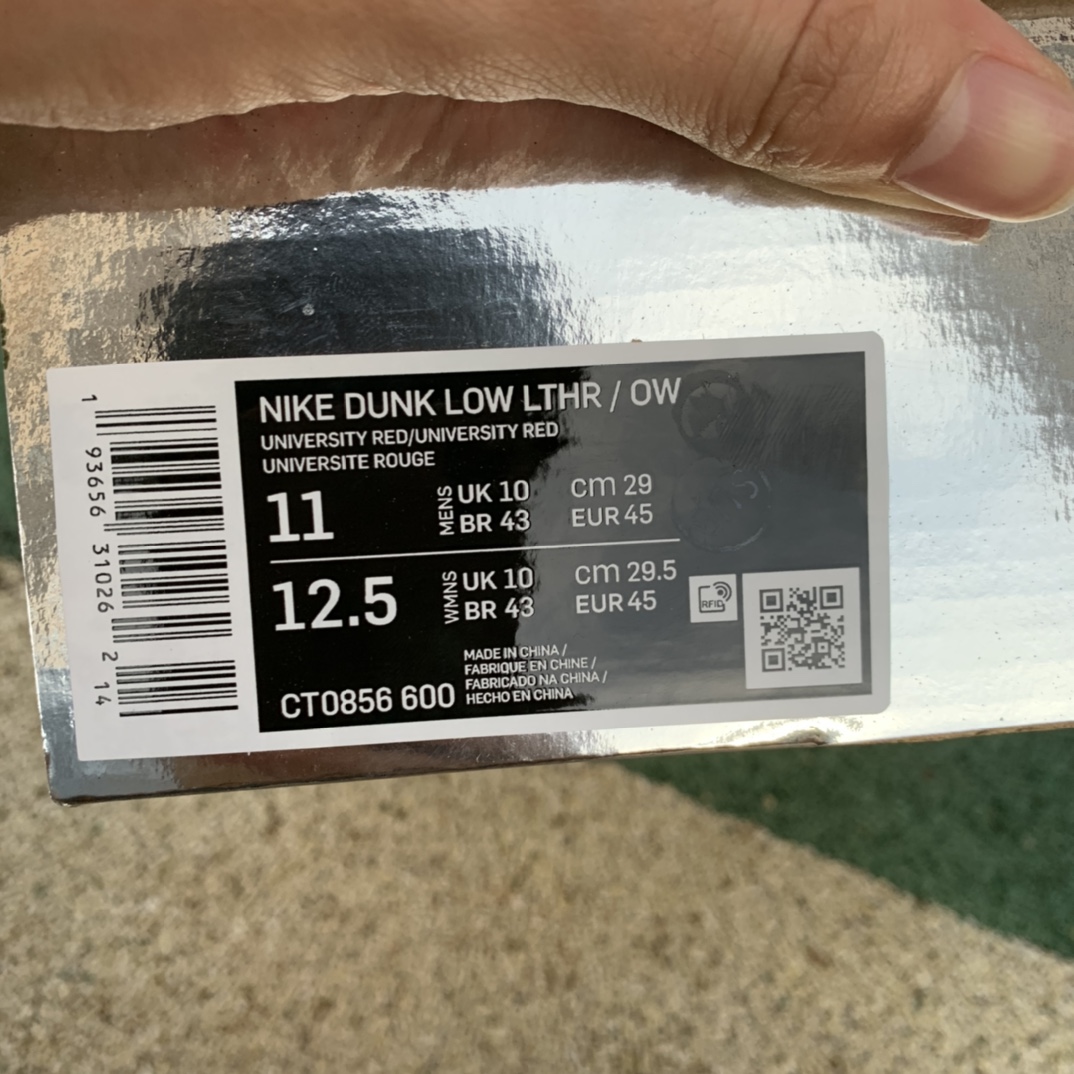 1 93656 31026 2 14
NIKE DUNK LOW LTHR / OW
UNIVERSITY RED/UNIVERSITY RED
UNIVERSITE ROUGE
11
MENS
UK 10
BR 43
cm 29
EUR 45
12.5
WMNS
UK 10
BR 43
cm 29.5
EUR 45
RFID
MADE IN CHINA /
FABRIQUE EN CHINE /
FABRICADO NA CHINA /
HECHO EN CHINA
CT0856 600